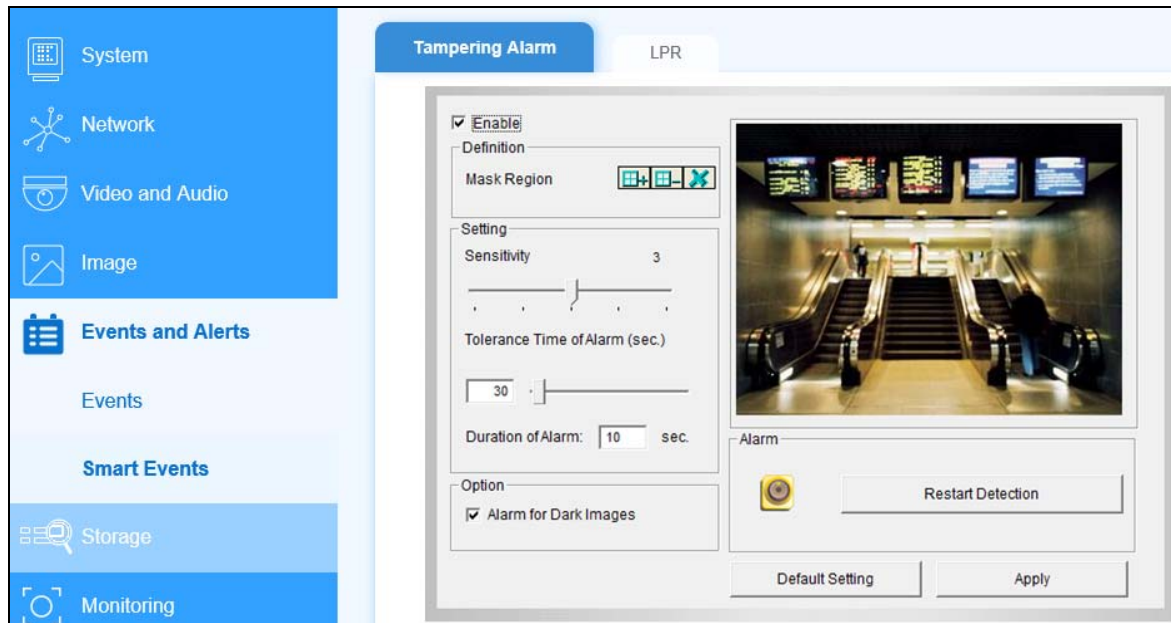 System
Network
Video and Audio
Image
Events and Alerts
Events
Smart Events
Storage
Monitoring
Tampering Alarm
LPR
Enable
Definition
Mask Region
Setting
Sensitivity 3
Tolerance Time of Alarm (sec.)
30
Duration of Alarm: 10 sec.
Option
Alarm for Dark Images
Alarm
Restart Detection
Default Setting Apply